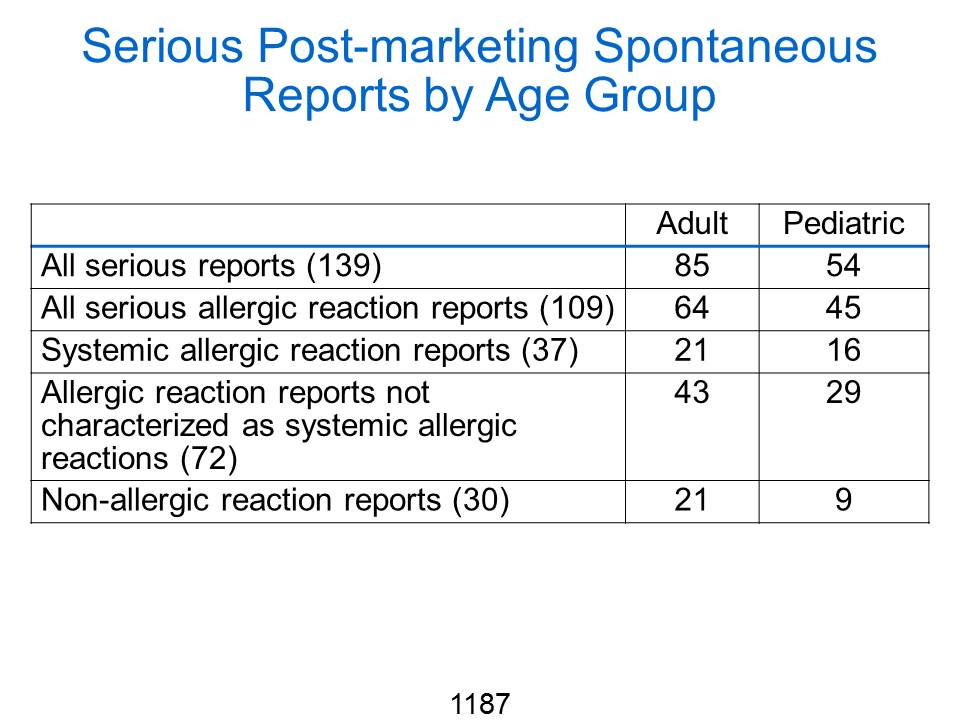 Serious Post-marketing Spontaneous
Reports by Age Group
Adult Pediatric
All serious reports (139) 85 54
All serious allergic reaction reports (109) 64 45
Systemic allergic reaction reports (37) 21 16
Allergic reaction reports not 43 29
characterized as systemic allergic
reactions (72)
Non-allergic reaction reports (30) 21 9
1187